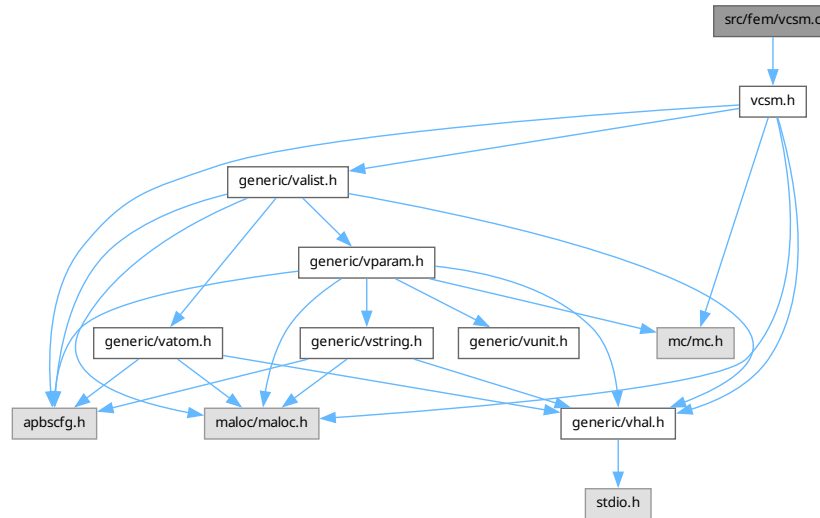 src/fem/vcsm.c
vcsm.h
generic/valist.h
generic/vparam.h
generic/vatom.h
generic/vstring.h
generic/vunit.h
mc/mc.h
apbscfg.h
maloc/maloc.h
generic/vhal.h
stdio.h